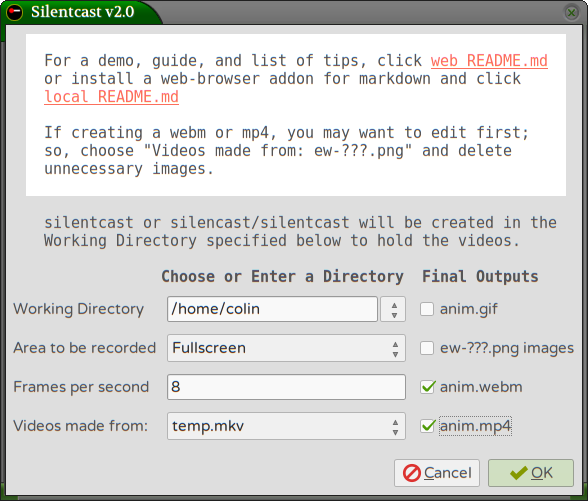 Silentcast v2.0
For a demo, guide, and list of tips, click web README.md
or install a web-browser addon for markdown and click
local README.md
If creating a webm or mp4, you may want to edit first;
so, choose "Videos made from: ew-???.png" and delete
unnecessary images.
silentcast or silencast/silentcast will be created in the
Working Directory specified below to hold the videos.
Choose or Enter a Directory Final Outputs
Working Directory /home/colin anim.gif
Area to be recorded Fullscreen ew-???.png images
Frames per second 8 anim.webm
Videos made from: temp.mkv anim.mp4
Cancel OK